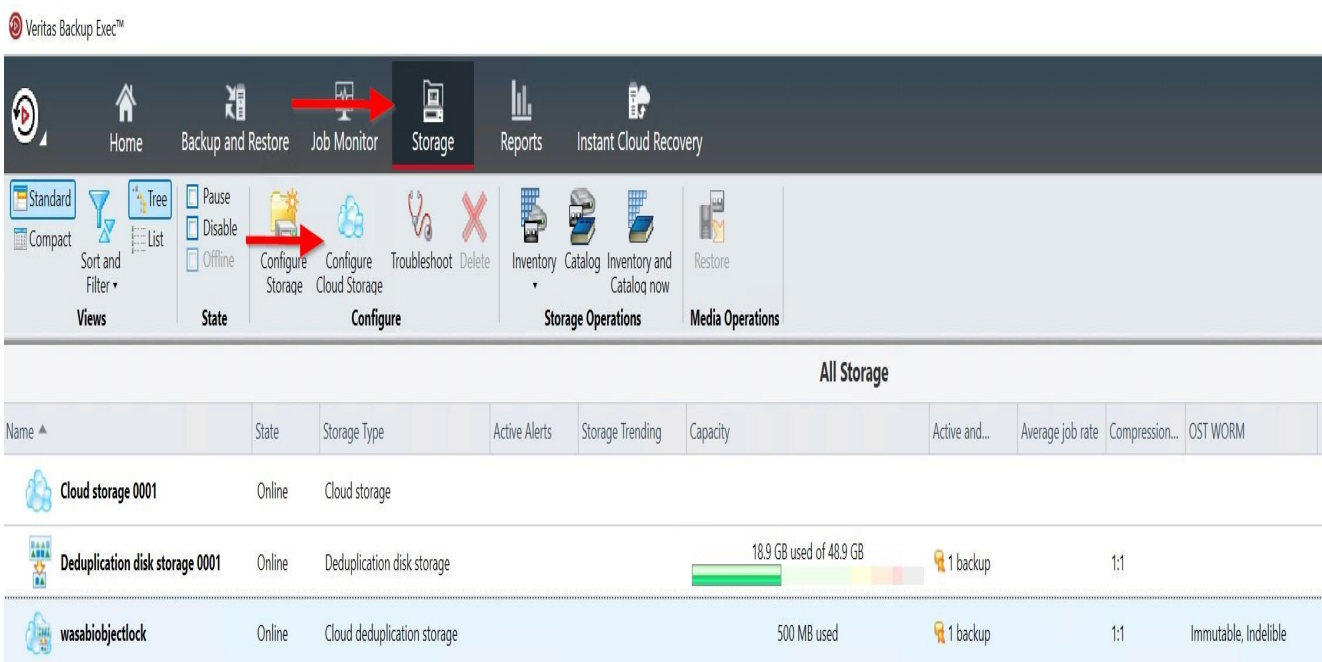 Veritas Backup Exec™
Home
Backup and Restore
Job Monitor
Storage
Reports
Instant Cloud Recovery
Standard
Compact
Sort and
Filter
Tree
List
Views
Pause
Disable
Offline
State
Configure
Storage
Configure
Cloud Storage
Troubleshoot
Delete
Configure
Inventory
Catalog
Inventory and
Catalog now
Storage Operations
Restore
Media Operations
All Storage
Name State Storage Type Active Alerts Storage Trending Capacity Active and... Average job rate Compression... OST WORM
Cloud storage 0001 Online Cloud storage
Deduplication disk storage 0001 Online Deduplication disk storage 18.9 GB used of 48.9 GB 1 backup 1:1
wasabiobjectlock Online Cloud deduplication storage 500 MB used 1 backup 1:1 Immutable, Indelible